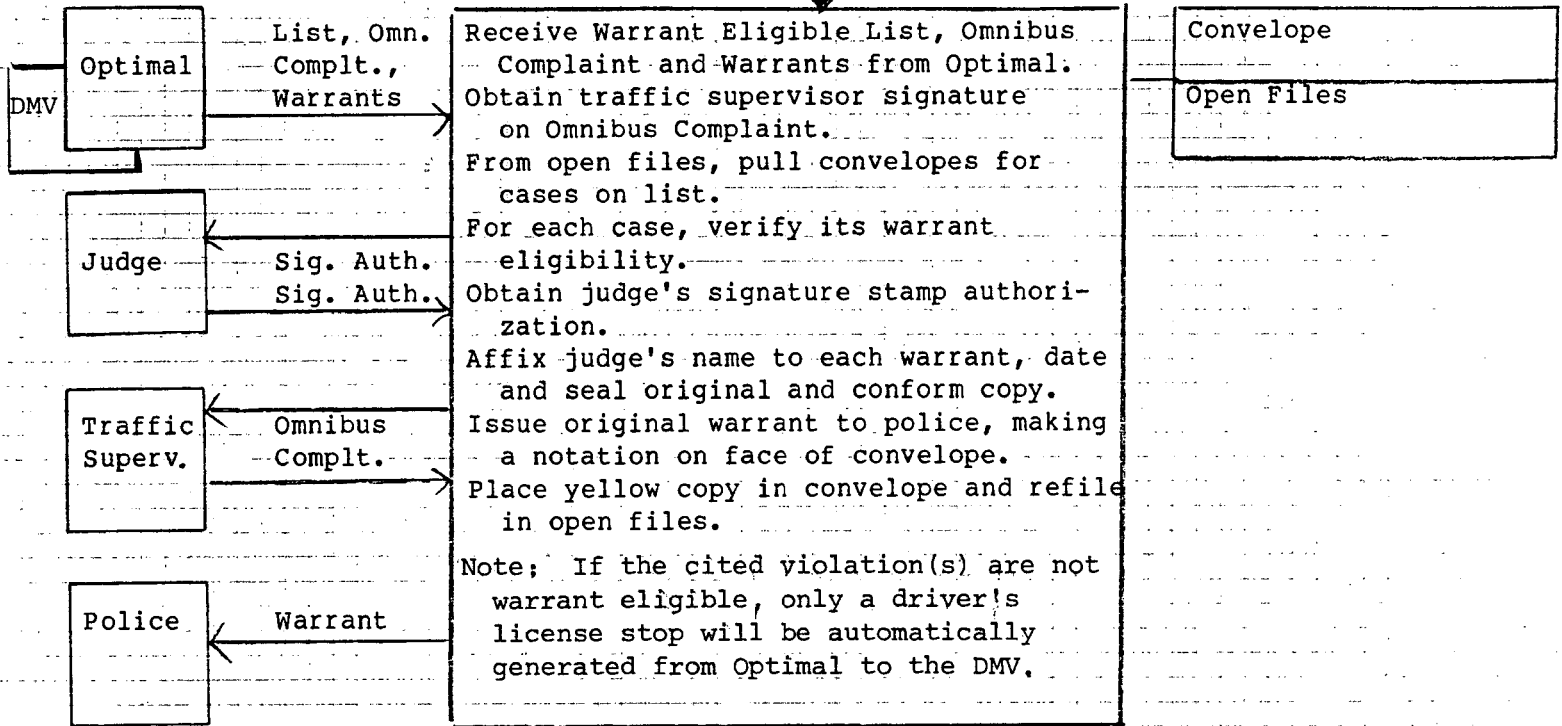 DMV
Optimal
List, Omn.
Complt.,
Warrants
Judge
Sig. Auth.
Sig. Auth.
Traffic
Superv.
Omnibus
Complt.
Police
Warrant
Receive Warrant Eligible List, Omnibus
Complaint and Warrants from Optimal.
Obtain traffic supervisor signature
on Omnibus Complaint.
From open files, pull convelopes for
cases on list.
For each case, verify its warrant
eligibility.
Obtain judge's signature stamp authori-
zation.
Affix judge's name to each warrant, date
and seal original and conform copy.
Issue original warrant to police, making
a notation on face of convelope.
Place yellow copy in convelope and refile
in open files.
Note; If the cited violation(s) are not
warrant eligible, only a driver's
license stop will be automatically
generated from Optimal to the DMV.
Convelope
Open Files